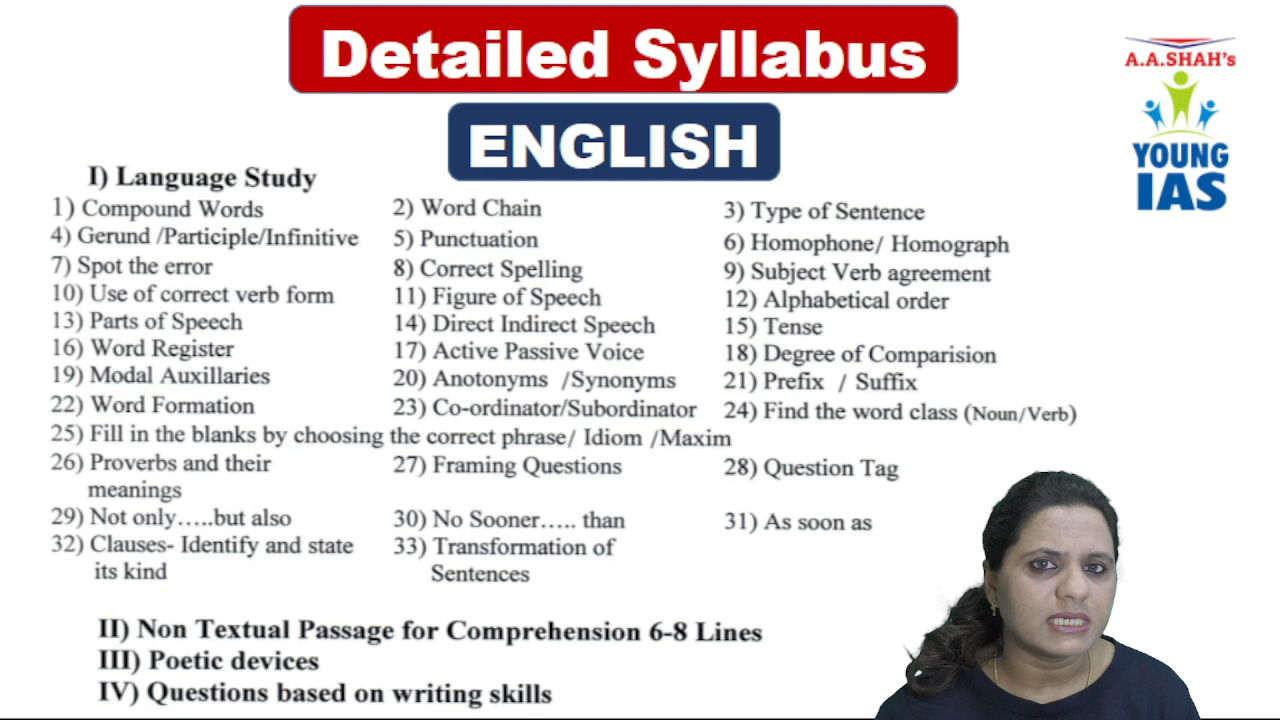 Detailed Syllabus
A.A.SHAH's
YOUNG
IAS
ENGLISH
I) Language Study
1) Compound Words 2) Word Chain 3) Type of Sentence
4) Gerund /Participle/Infinitive 5) Punctuation 6) Homophone/ Homograph
7) Spot the error 8) Correct Spelling 9) Subject Verb agreement
10) Use of correct verb form 11) Figure of Speech 12) Alphabetical order
13) Parts of Speech 14) Direct Indirect Speech 15) Tense
16) Word Register 17) Active Passive Voice 18) Degree of Comparision
19) Modal Auxillaries 20) Anotonyms /Synonyms 21) Prefix / Suffix
22) Word Formation 23) Co-ordinator/Subordinator 24) Find the word class (Noun/Verb)
25) Fill in the blanks by choosing the correct phrase/ Idiom /Maxim
26) Proverbs and their 27) Framing Questions 28) Question Tag
meanings
29) Not only.....but also 30) No Sooner..... than 31) As soon as
32) Clauses- Identify and state 33) Transformation of
its kind Sentences
II) Non Textual Passage for Comprehension 6-8 Lines
III) Poetic devices
IV) Questions based on writing skills